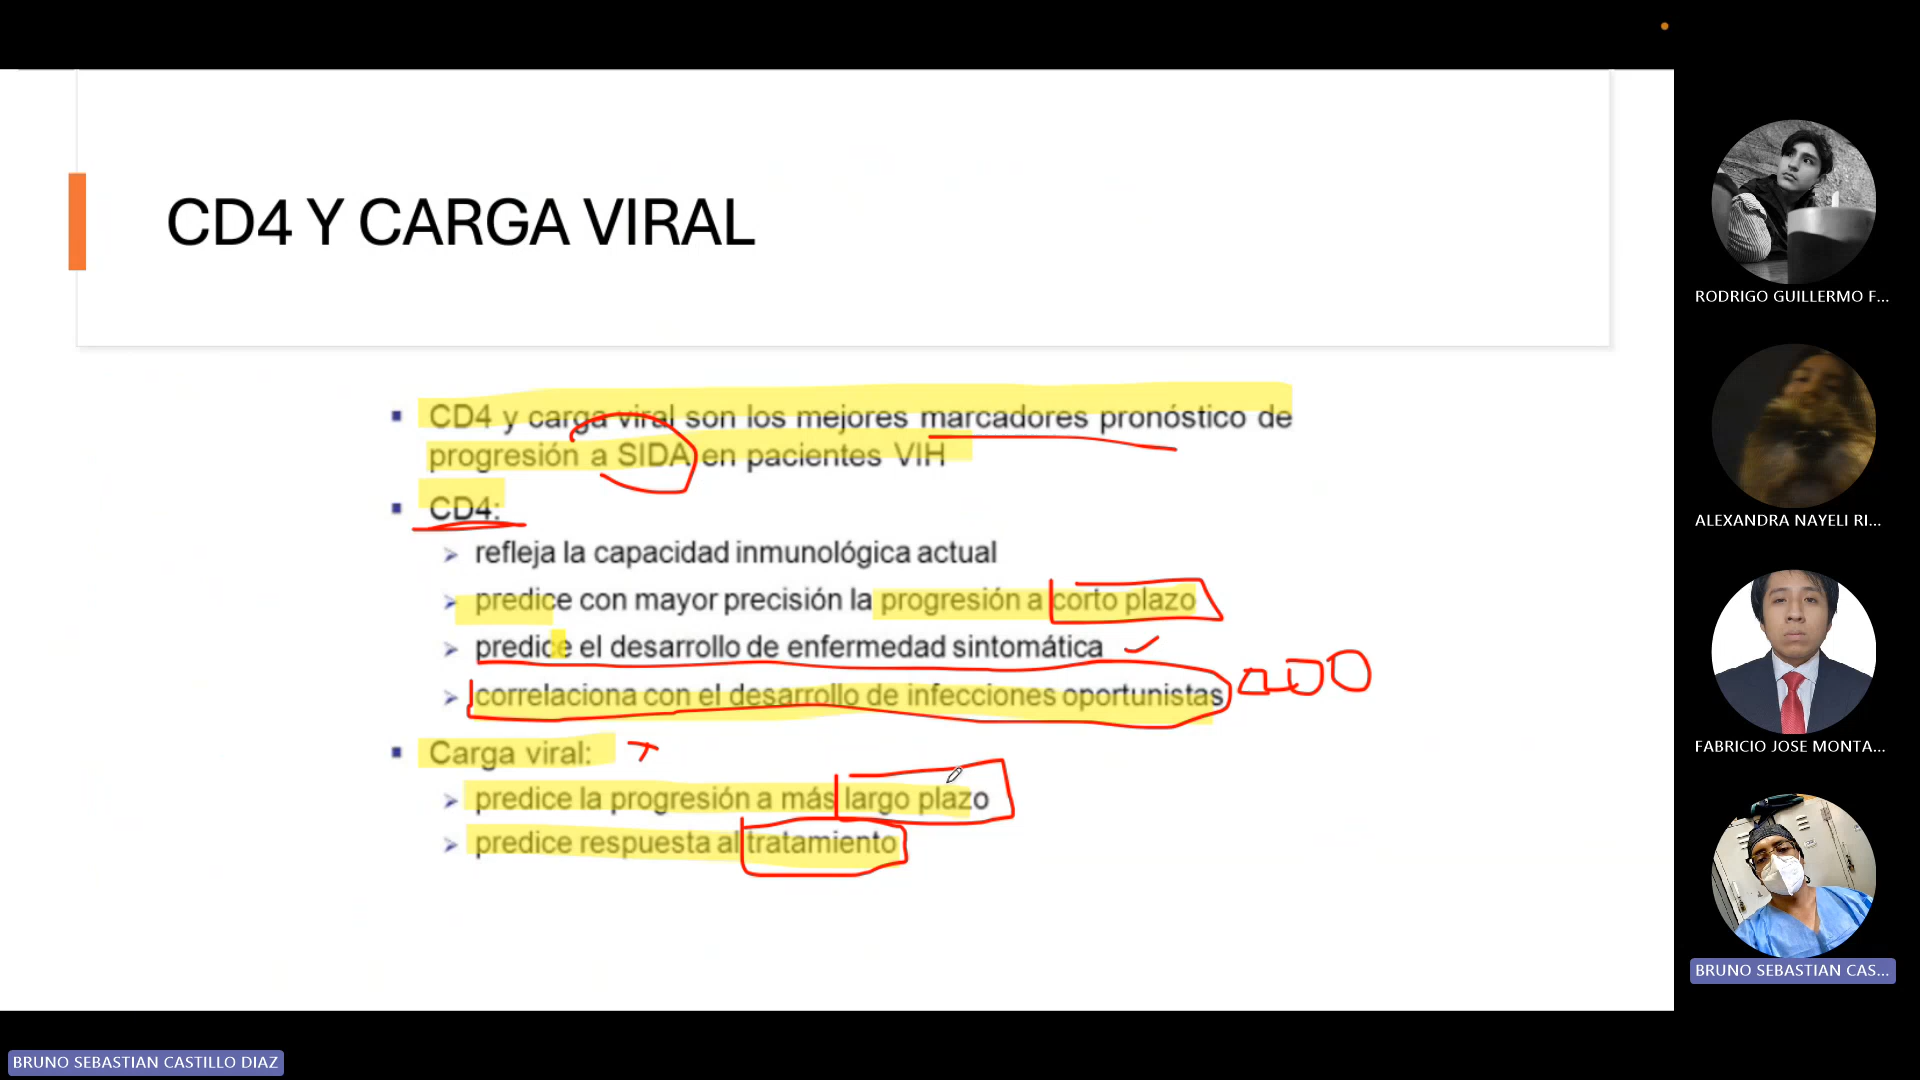 CD4 Y CARGA VIRAL
CD4 y carga viral son los mejores marcadores pronóstico de
progresión a SIDA en pacientes VIH
CD4:
refleja la capacidad inmunológica actual
predice con mayor precisión la progresión a corto plazo
predice el desarrollo de enfermedad sintomática
correlaciona con el desarrollo de infecciones oportunistas
Carga viral:
predice la progresión a más largo plazo
predice respuesta al tratamiento
RODRIGO GUILLERMO F...
ALEXANDRA NAYELI RI...
FABRICIO JOSE MONTA...
BRUNO SEBASTIAN CAS...
BRUNO SEBASTIAN CASTILLO DIAZ